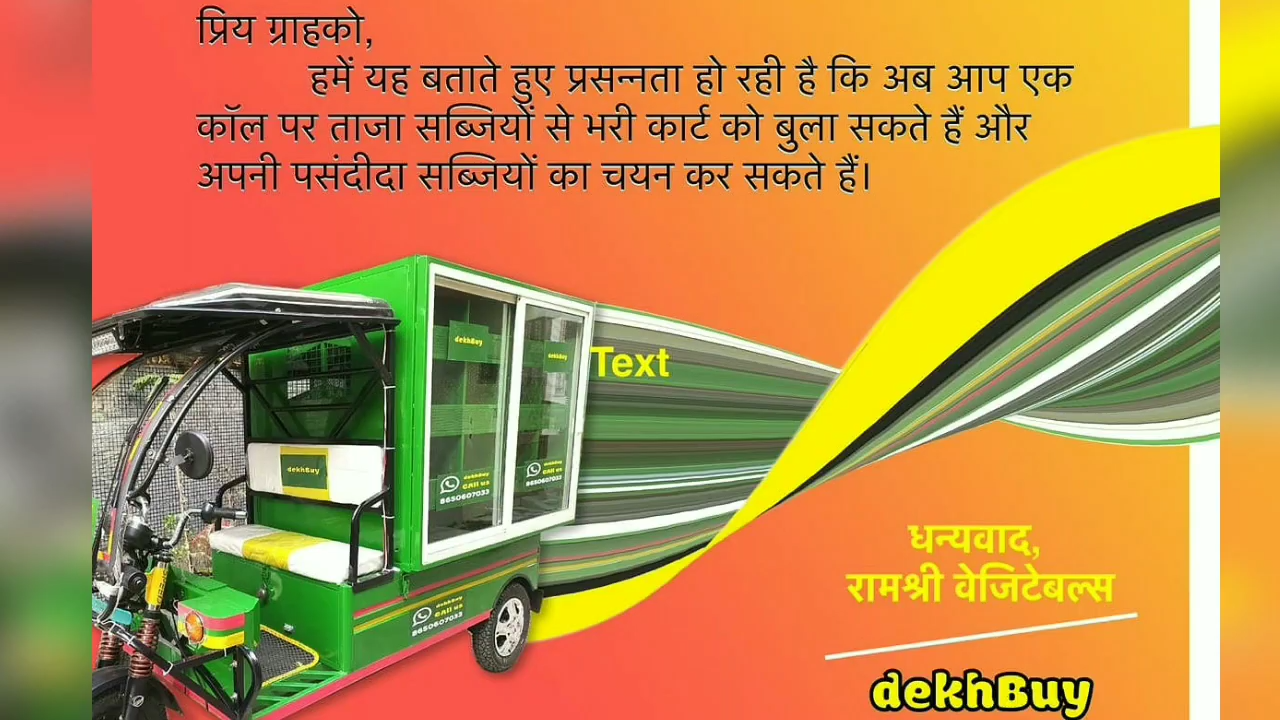 प्रिय ग्राहको,
हमें यह बताते हुए प्रसन्नता हो रही है कि अब आप एक
कॉल पर ताजा सब्जियों से भरी कार्ट को बुला सकते हैं और
अपनी पसंदीदा सब्जियों का चयन कर सकते हैं।
dekhBuy
dekhBuy
Text
dekhBuy
dekhBuy
CAll us
8650607033
dekhBuy
CAll us
8650607033
dekhBuy
CAll us
8650607033
धन्यवाद,
रामश्री वेजिटेबल्स
dekhBuy